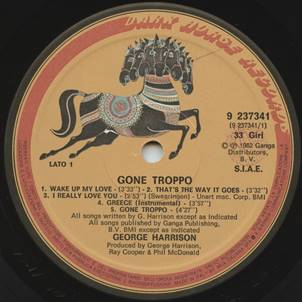 DARK HORSE RECORDS
9 237341
(9 237341/1)
33 Giri
℗ © 1982 Ganga
Distributors,
B. V.
S.I.A.E.
LATO 1
GONE TROPPO
1. WAKE UP MY LOVE - (3'33") - 2. THAT'S THE WAY IT GOES - (3'32")
3. I REALLY LOVE YOU - (2'53") (Swearingen) - Unart msc. Corp. BMI
4. GREECE (Instrumental) - (3'57")
5. GONE TROPPO - (4'27")
All songs written by G. Harrison except as indicated
All songs published by Ganga Publishing,
B.V. BMI except as indicated
GEORGE HARRISON
Produced by George Harrison,
Ray Cooper & Phil McDonald